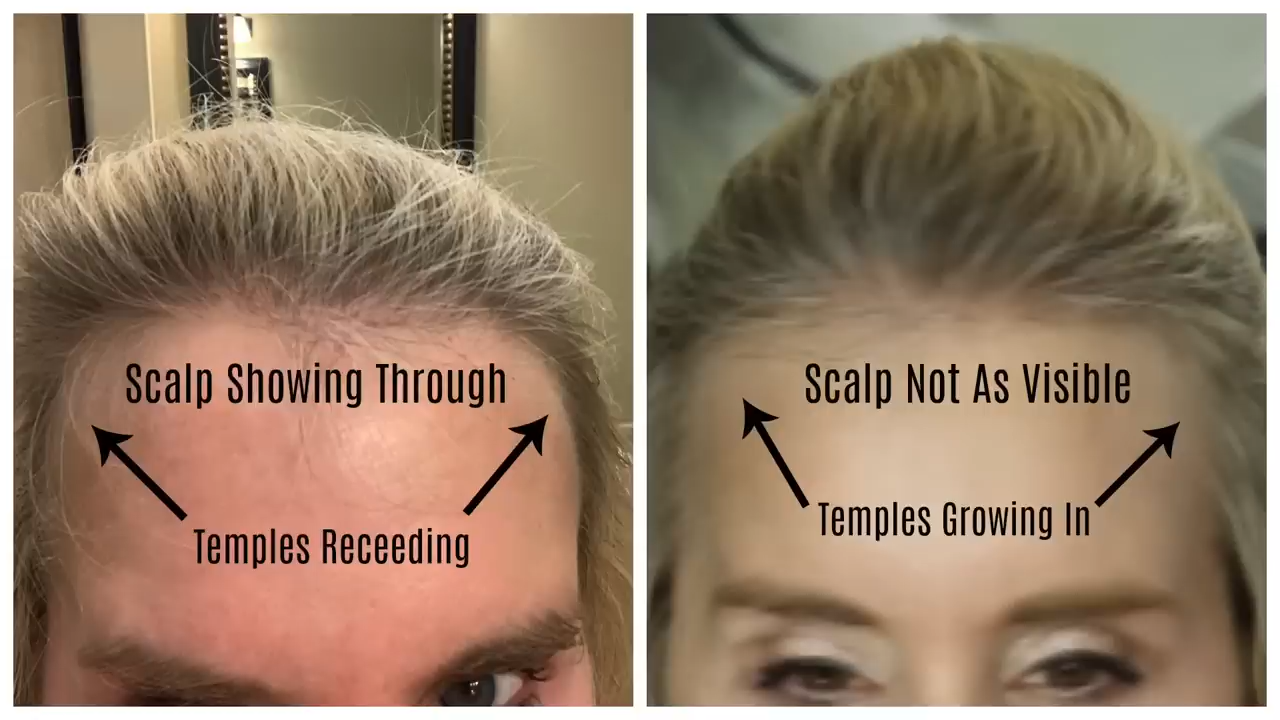 Scalp Showing Through
Temples Receeding
Scalp Not As Visible
Temples Growing In